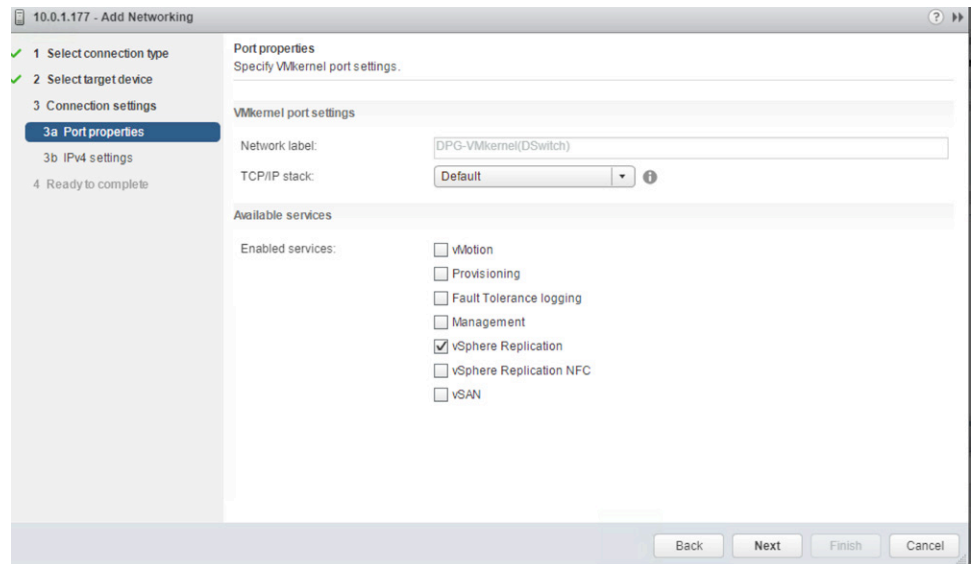 10.0.1.177 - Add Networking
1 Select connection type
2 Select target device
3 Connection settings
3a Port properties
3b IPv4 settings
4 Ready to complete
Port properties
Specify VMkernel port settings.
VMkernel port settings
Network label: DPG-VMkernel(DSwitch)
TCP/IP stack: Default
Available services
Enabled services: vMotion
Provisioning
Fault Tolerance logging
Management
vSphere Replication
vSphere Replication NFC
vSAN
Back Next Finish Cancel